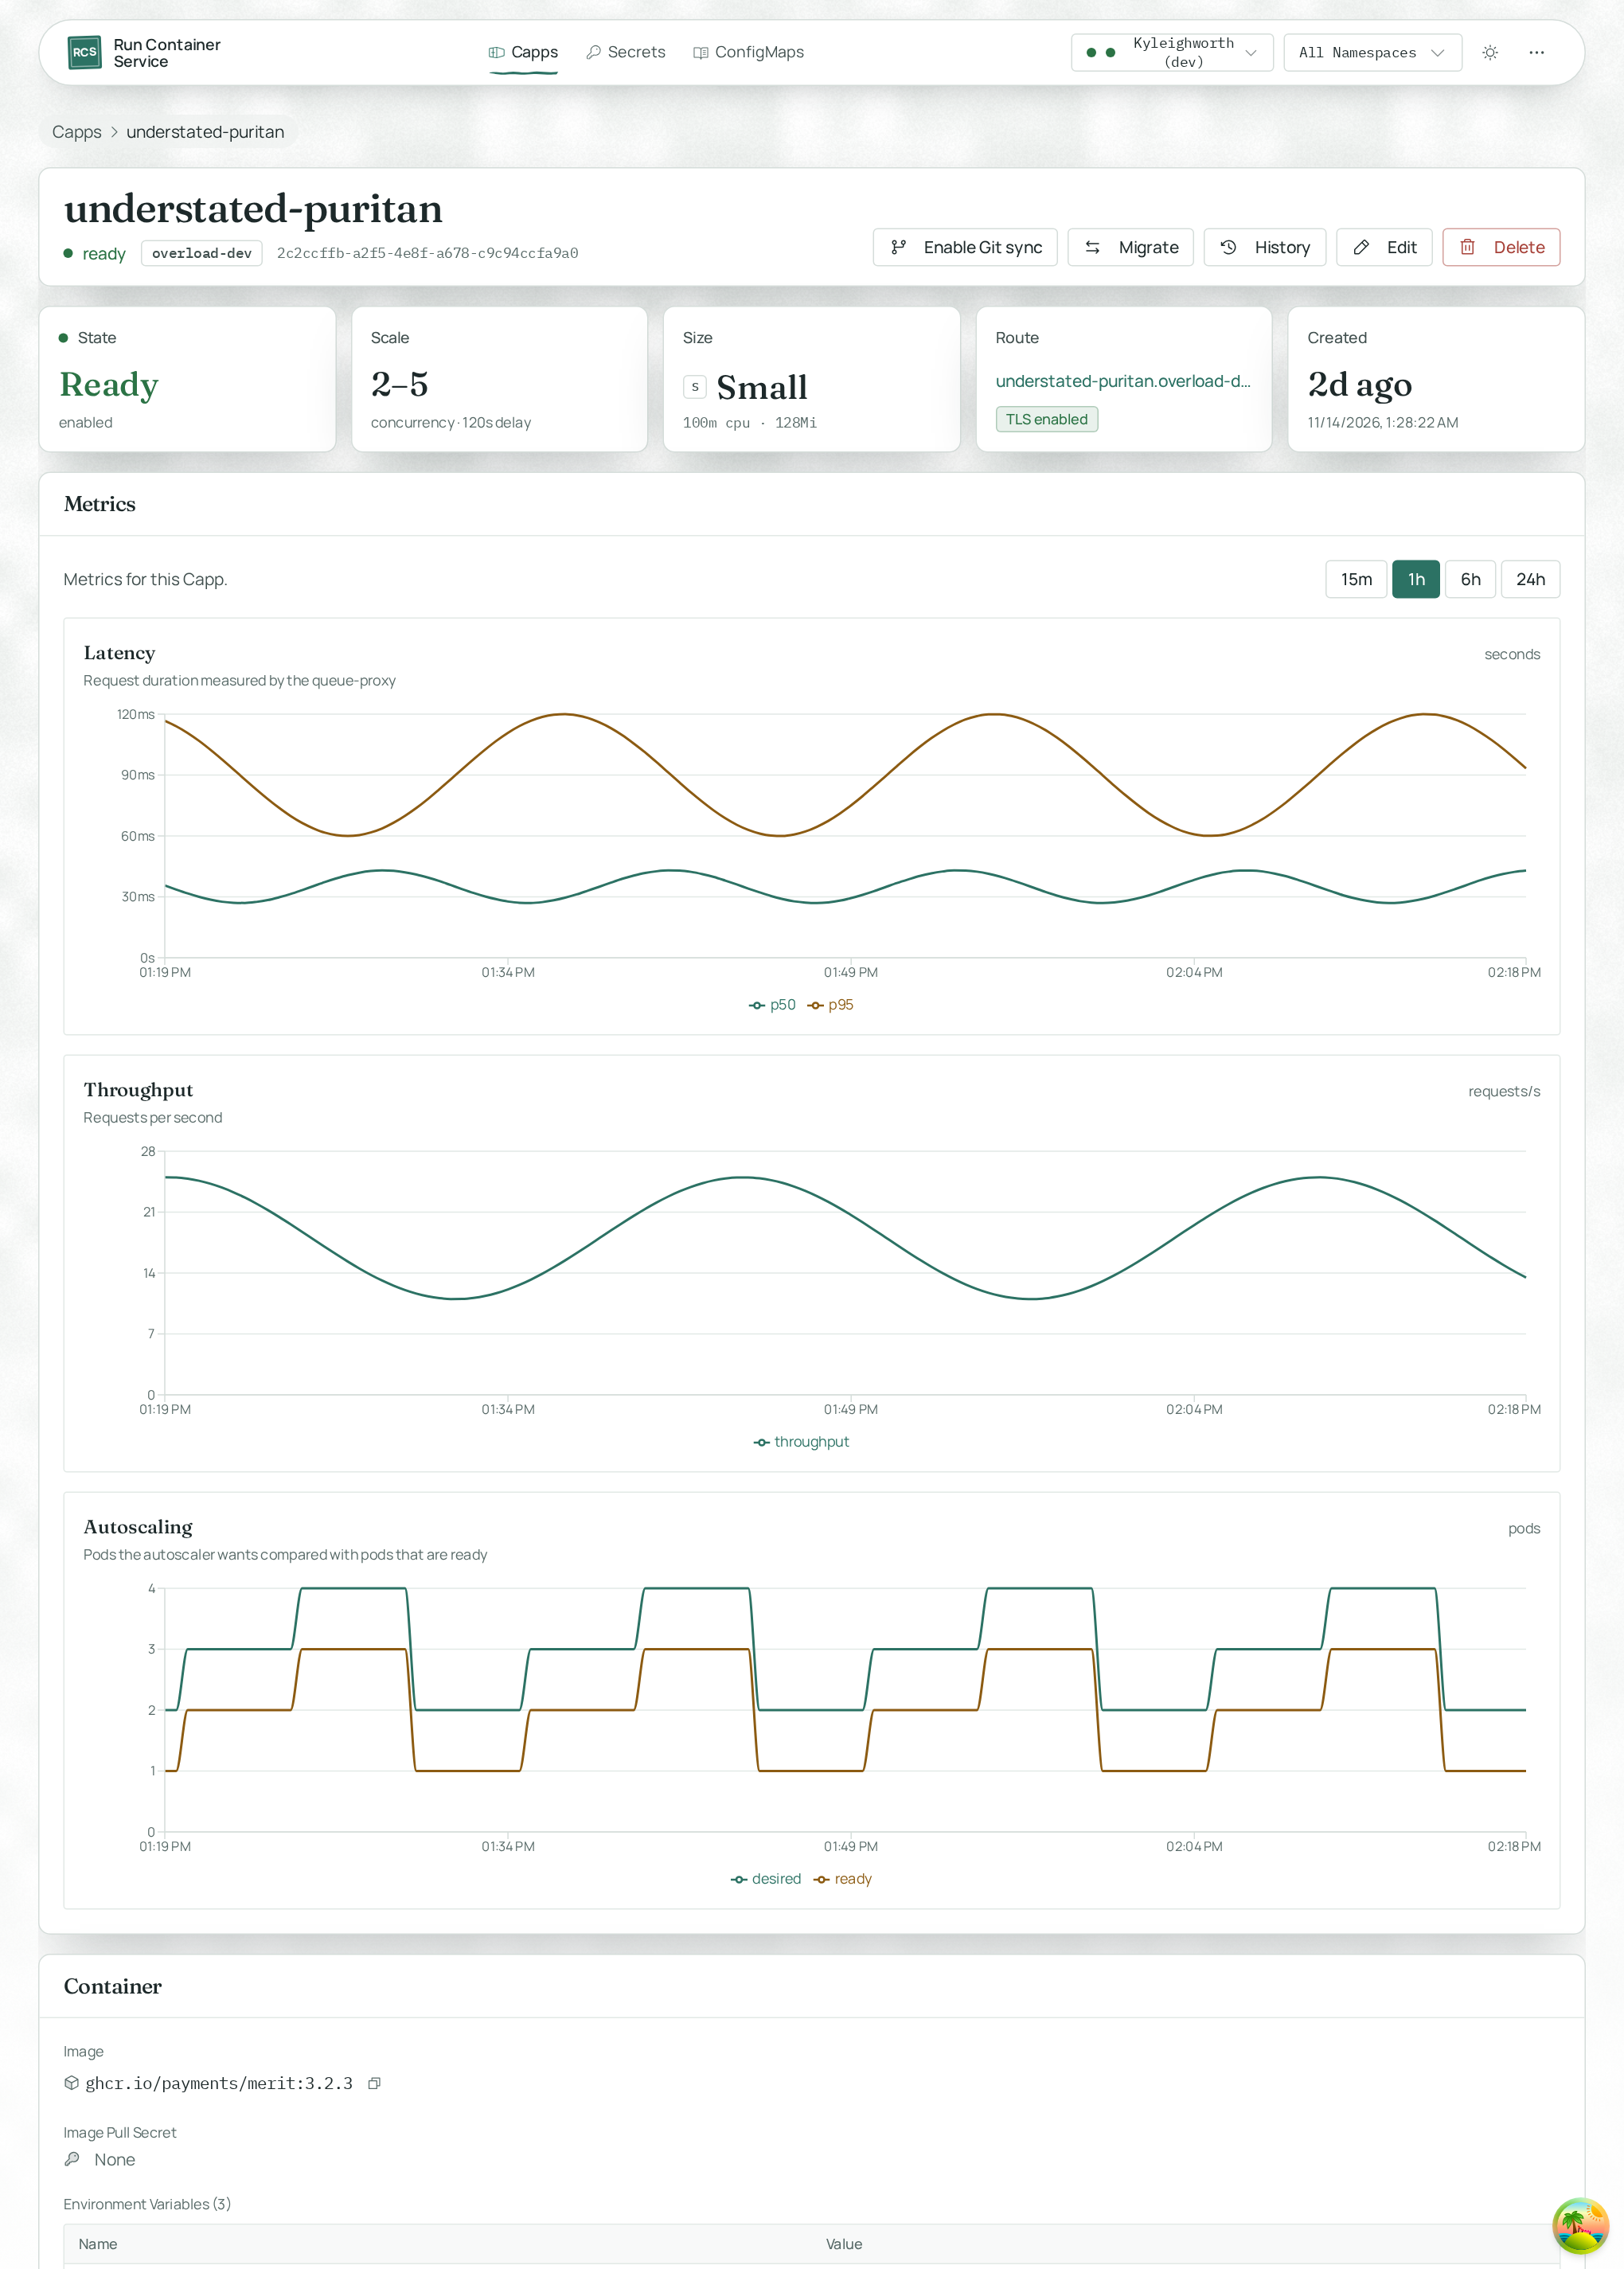 RCS
Run Container
Service
Capps
Secrets
ConfigMaps
Kyleighworth
(dev)
All Namespaces
Capps
understated-puritan
understated-puritan
ready
overload-dev
2c2ccffb-a2f5-4e8f-a678-c9c94ccfa9a0
Enable Git sync
Migrate
History
Edit
Delete
State
Ready
enabled
Scale
2–5
concurrency · 120s delay
Size
S
Small
100m cpu · 128Mi
Route
understated-puritan.overload-d…
TLS enabled
Created
2d ago
11/14/2026, 1:28:22 AM
Metrics
Metrics for this Capp.
15m
1h
6h
24h
Latency
seconds
Request duration measured by the queue-proxy
120ms
90ms
60ms
30ms
0s
01:19 PM
01:34 PM
01:49 PM
02:04 PM
02:18 PM
p50
p95
Throughput
requests/s
Requests per second
28
21
14
7
0
01:19 PM
01:34 PM
01:49 PM
02:04 PM
02:18 PM
throughput
Autoscaling
pods
Pods the autoscaler wants compared with pods that are ready
4
3
2
1
0
01:19 PM
01:34 PM
01:49 PM
02:04 PM
02:18 PM
desired
ready
Container
Image
ghcr.io/payments/merit:3.2.3
Image Pull Secret
None
Environment Variables (3)
Name
Value